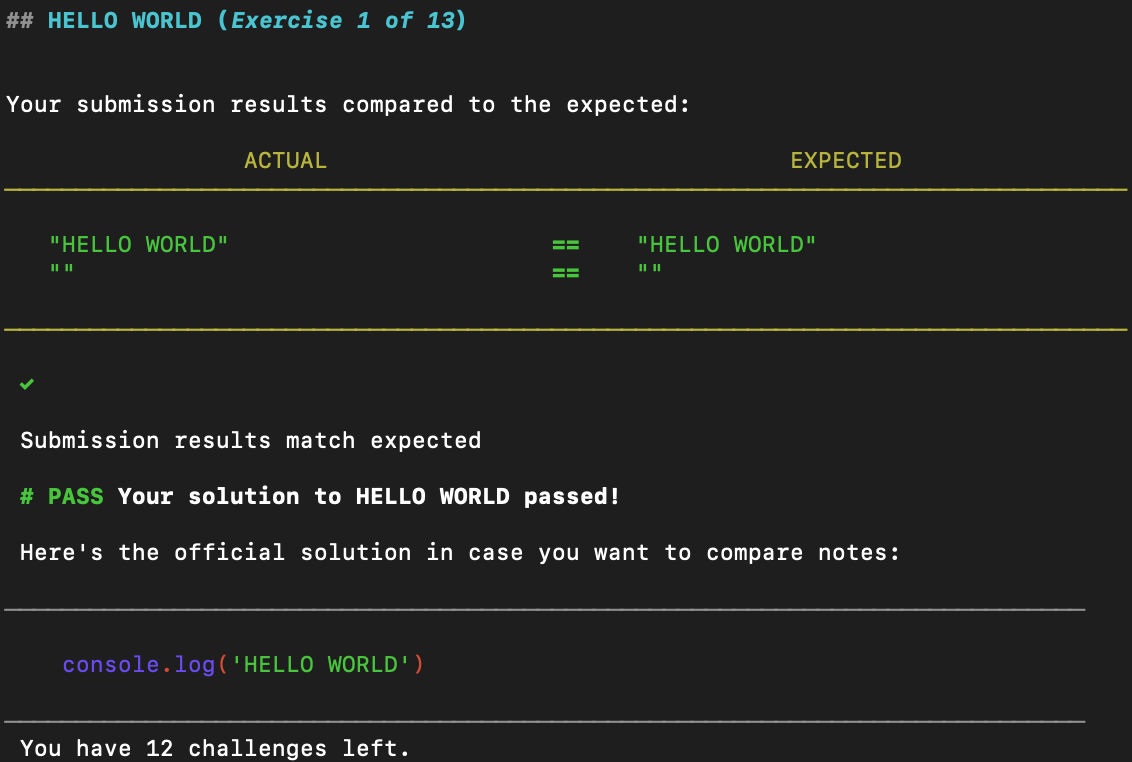 ## HELLO WORLD (Exercise 1 of 13)
Your submission results compared to the expected:
ACTUAL EXPECTED
"HELLO WORLD" == "HELLO WORLD"
"" == ""
✔
Submission results match expected
# PASS Your solution to HELLO WORLD passed!
Here's the official solution in case you want to compare notes:
console.log('HELLO WORLD')
You have 12 challenges left.